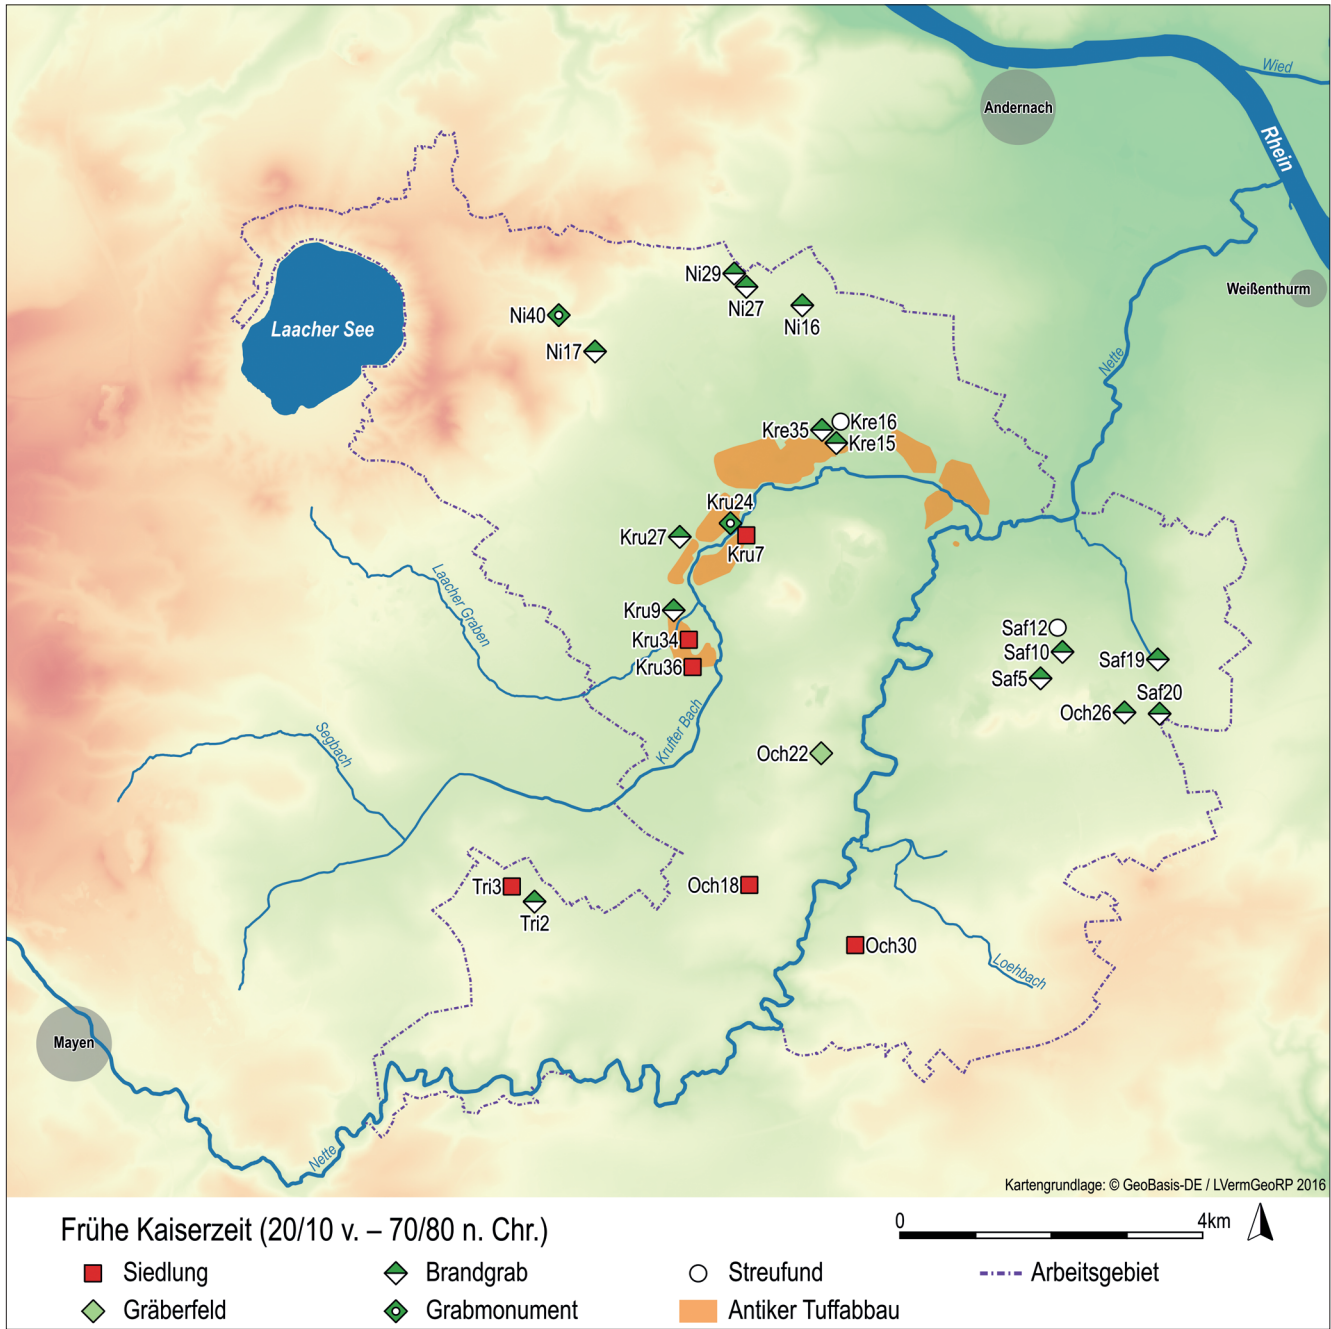 Wied
Andernach
Rhein
Weißenthurm
Ni29
Ni27
Ni16
Ni40
Laacher See
Ni17
Nette
Kre16
Kre35
Kre15
Kru24
Kru27
Kru7
Laacher Graben
Kru9
Saf12
Kru34
Saf10
Saf19
Kru36
Saf5
Saf20
Och26
Krufter Bach
Segbach
Och22
Tri3
Och18
Tri2
Och30
Loehbach
Mayen
Nette
Kartengrundlage: © GeoBasis-DE / LVermGeoRP 2016
Frühe Kaiserzeit (20/10 v. – 70/80 n. Chr.)
0 4km
Siedlung Brandgrab Streufund Arbeitsgebiet
Gräberfeld Grabmonument Antiker Tuffabbau